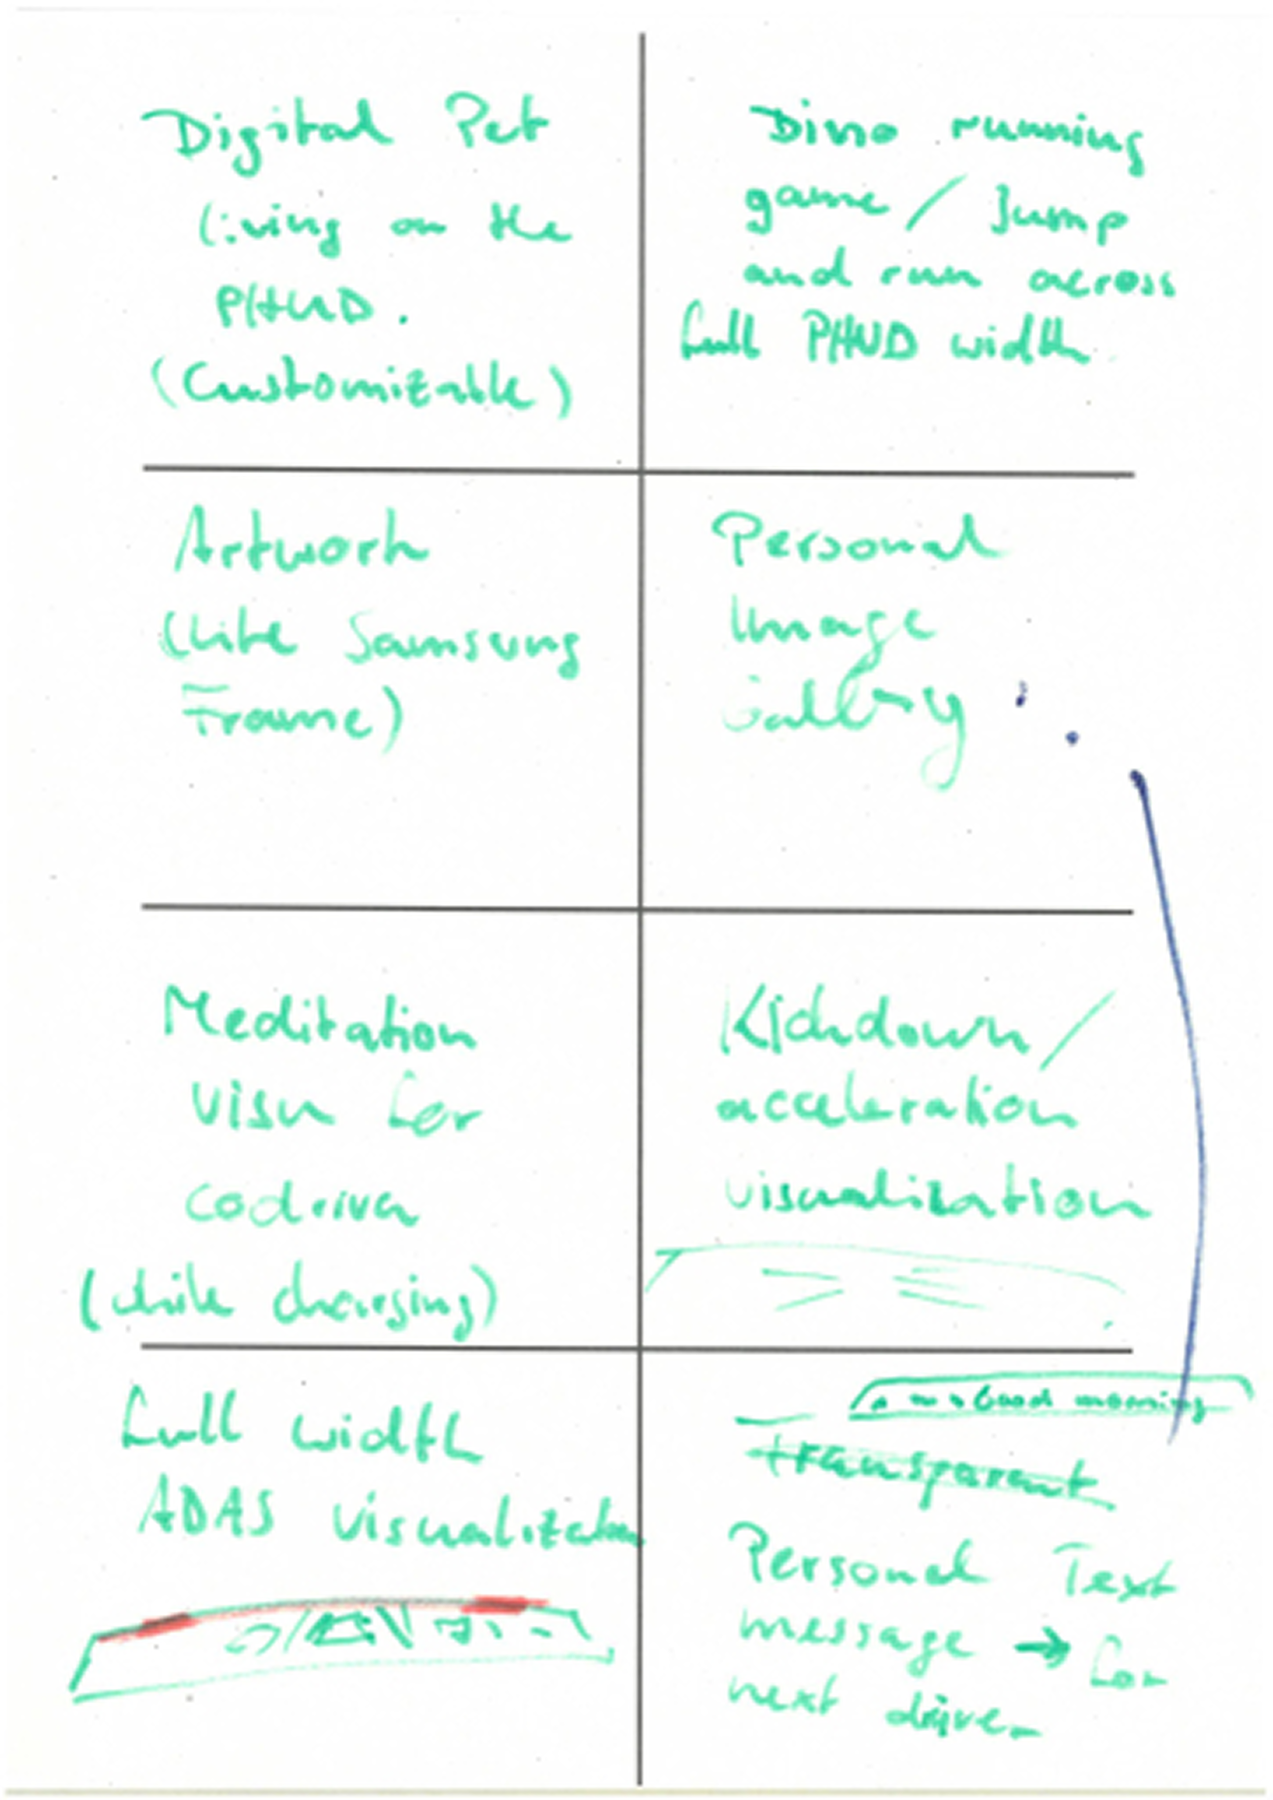 Digital Pet
living on the
PHUD.
(Customizable)
Dino running
game / Jump
and run across
full PHUD width
Artwork
(like Samsung
Frame)
Personal
Image
Gallery
Meditation
Visu for
codriver
(while charging)
Kickdown /
acceleration
visualization
full width
ADAS visualization
Good morning
transparent
Personal Text
message → for
next driver